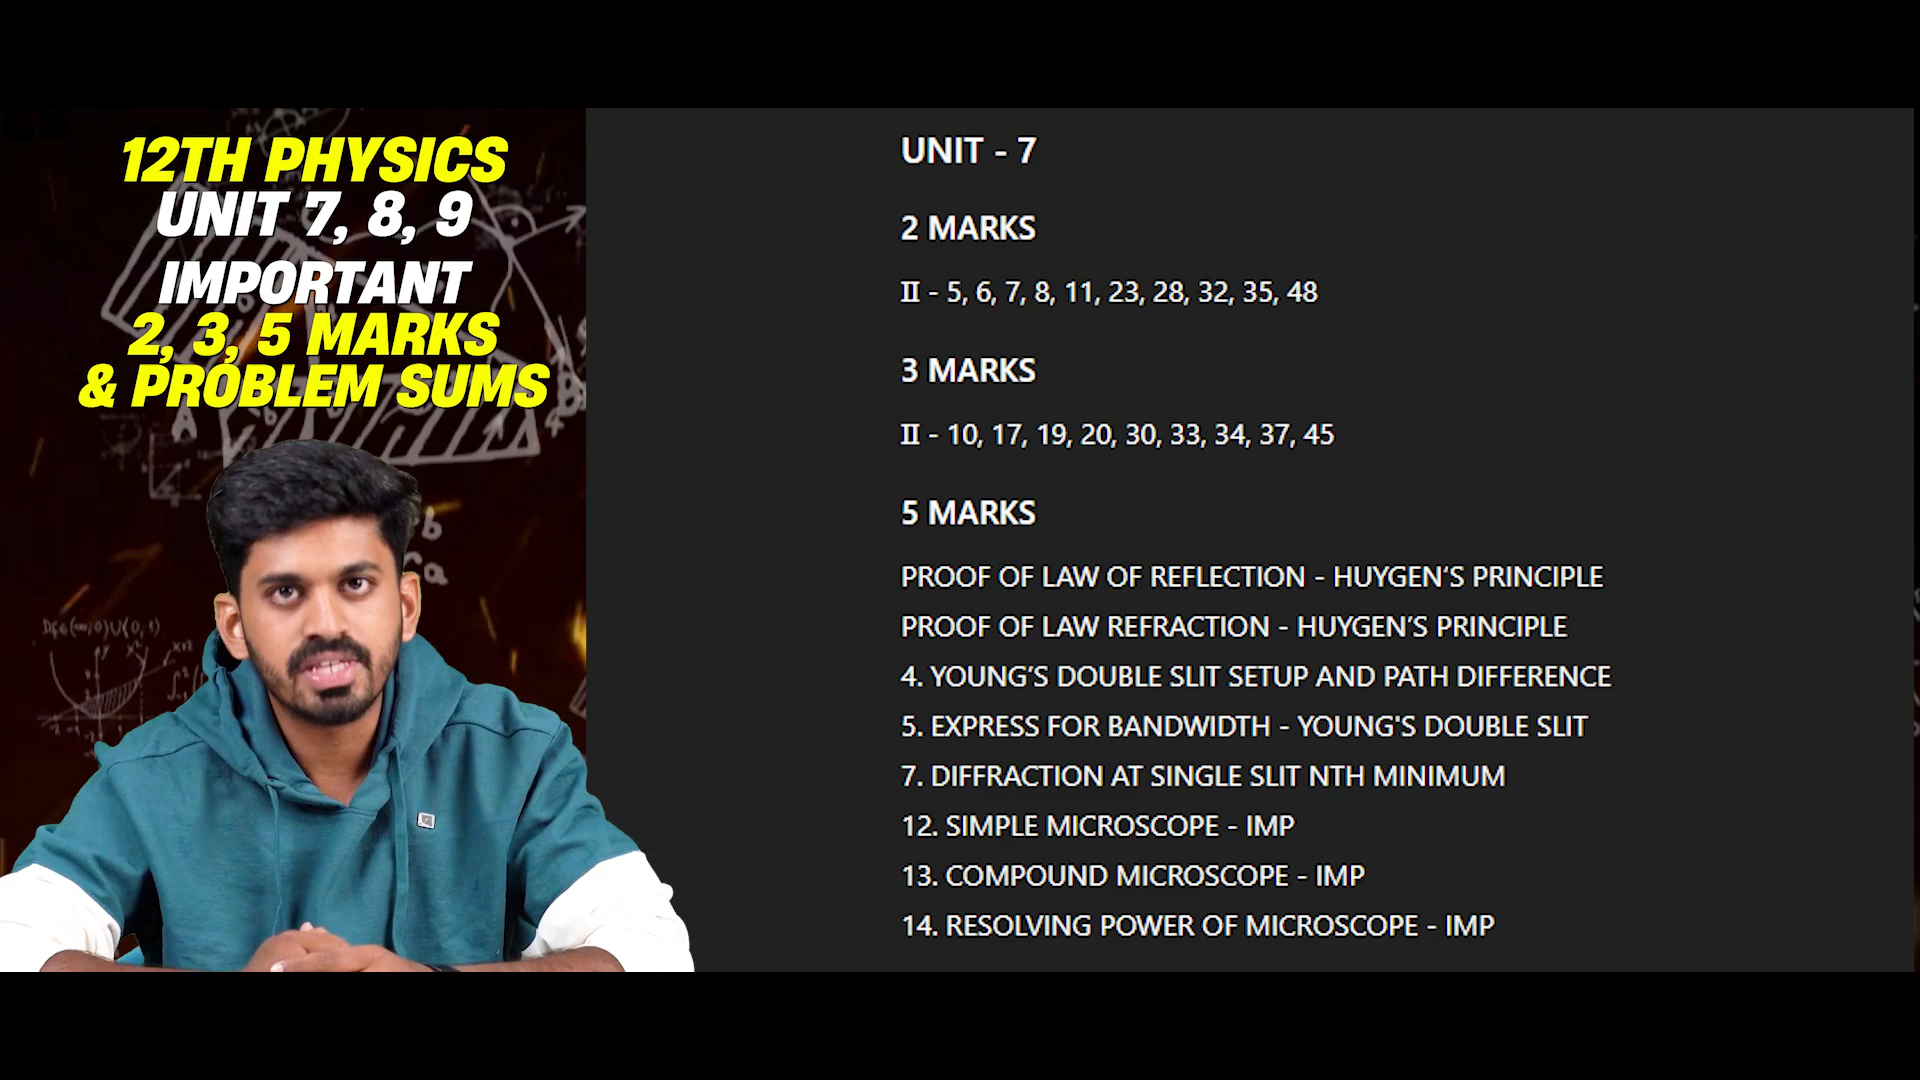 12TH PHYSICS
UNIT 7, 8, 9
IMPORTANT
2, 3, 5 MARKS
& PROBLEM SUMS
UNIT - 7
2 MARKS
II - 5, 6, 7, 8, 11, 23, 28, 32, 35, 48
3 MARKS
II - 10, 17, 19, 20, 30, 33, 34, 37, 45
5 MARKS
PROOF OF LAW OF REFLECTION - HUYGEN‘S PRINCIPLE
PROOF OF LAW REFRACTION - HUYGEN’S PRINCIPLE
4. YOUNG’S DOUBLE SLIT SETUP AND PATH DIFFERENCE
5. EXPRESS FOR BANDWIDTH - YOUNG'S DOUBLE SLIT
7. DIFFRACTION AT SINGLE SLIT NTH MINIMUM
12. SIMPLE MICROSCOPE - IMP
13. COMPOUND MICROSCOPE - IMP
14. RESOLVING POWER OF MICROSCOPE - IMP